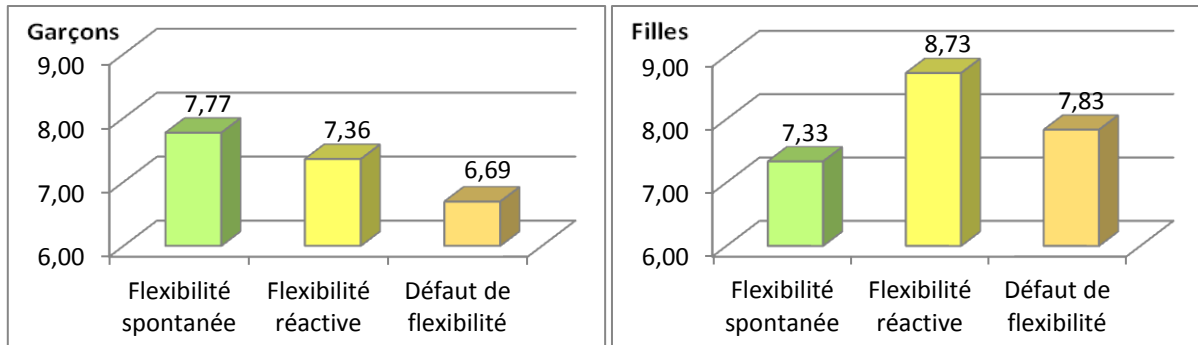 Garçons
9,00
8,00
7,00
6,00
7,77
7,36
6,69
Flexibilité
spontanée
Flexibilité
réactive
Défaut de
flexibilité
Filles
9,00
8,00
7,00
6,00
7,33
8,73
7,83
Flexibilité
spontanée
Flexibilité
réactive
Défaut de
flexibilité